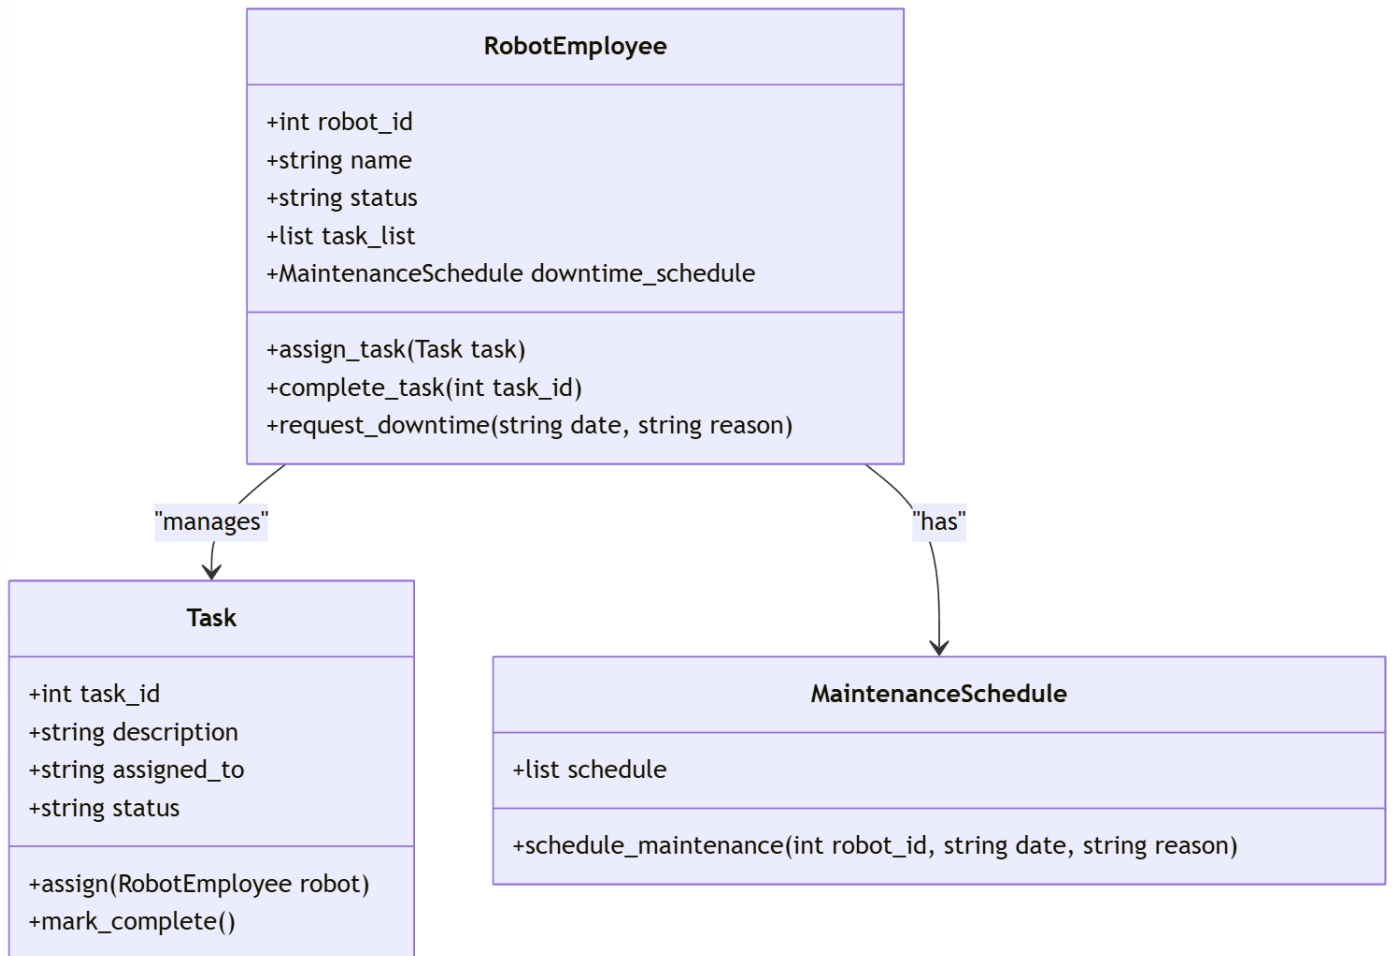 RobotEmployee
+int robot_id
+string name
+string status
+list task_list
+MaintenanceSchedule downtime_schedule
+assign_task(Task task)
+complete_task(int task_id)
+request_downtime(string date, string reason)
"manages"
"has"
Task
+int task_id
+string description
+string assigned_to
+string status
+assign(RobotEmployee robot)
+mark_complete()
MaintenanceSchedule
+list schedule
+schedule_maintenance(int robot_id, string date, string reason)